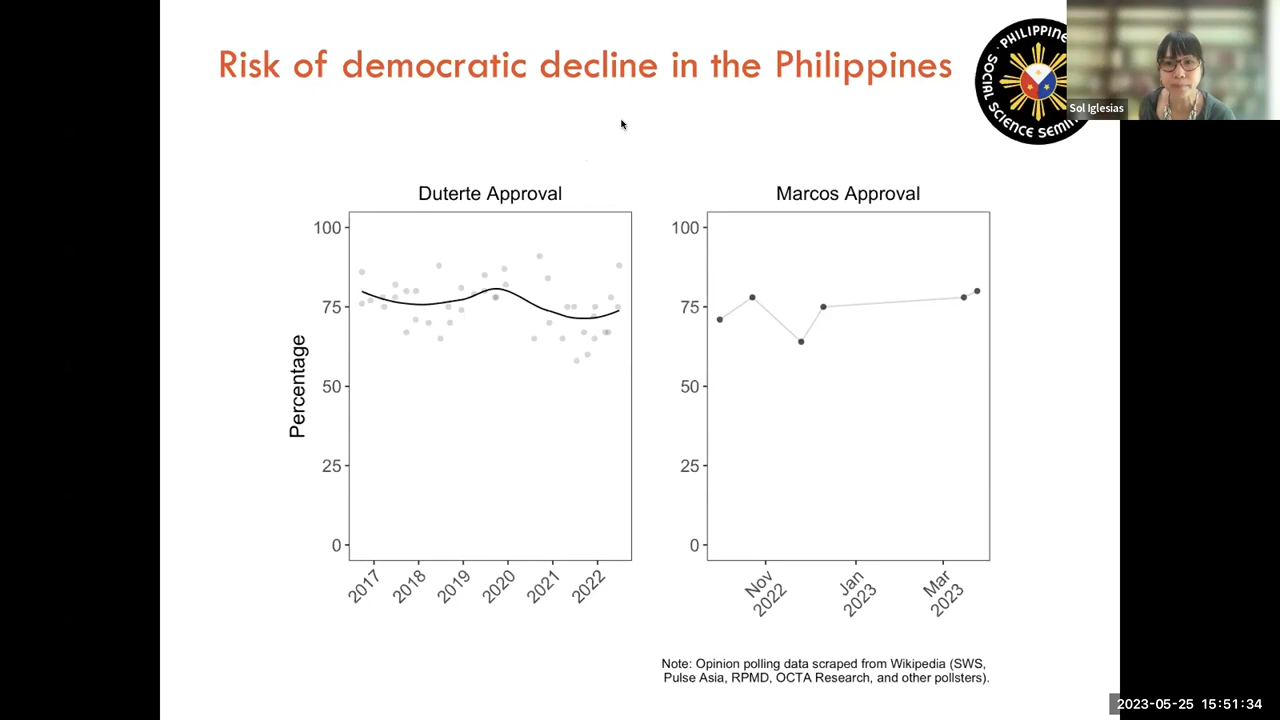 Risk of democratic decline in the Philippines
PHILIPPINE
SOCIAL SCIENCE
Sol Iglesias
Duterte Approval
Marcos Approval
Percentage
100
75
50
25
0
2017
2018
2019
2020
2021
2022
100
75
50
25
0
Nov
2022
Jan
2023
Mar
2023
Note: Opinion polling data scraped from Wikipedia (SWS,
Pulse Asia, RPMD, OCTA Research, and other pollsters).
2023-05-25 15:51:34